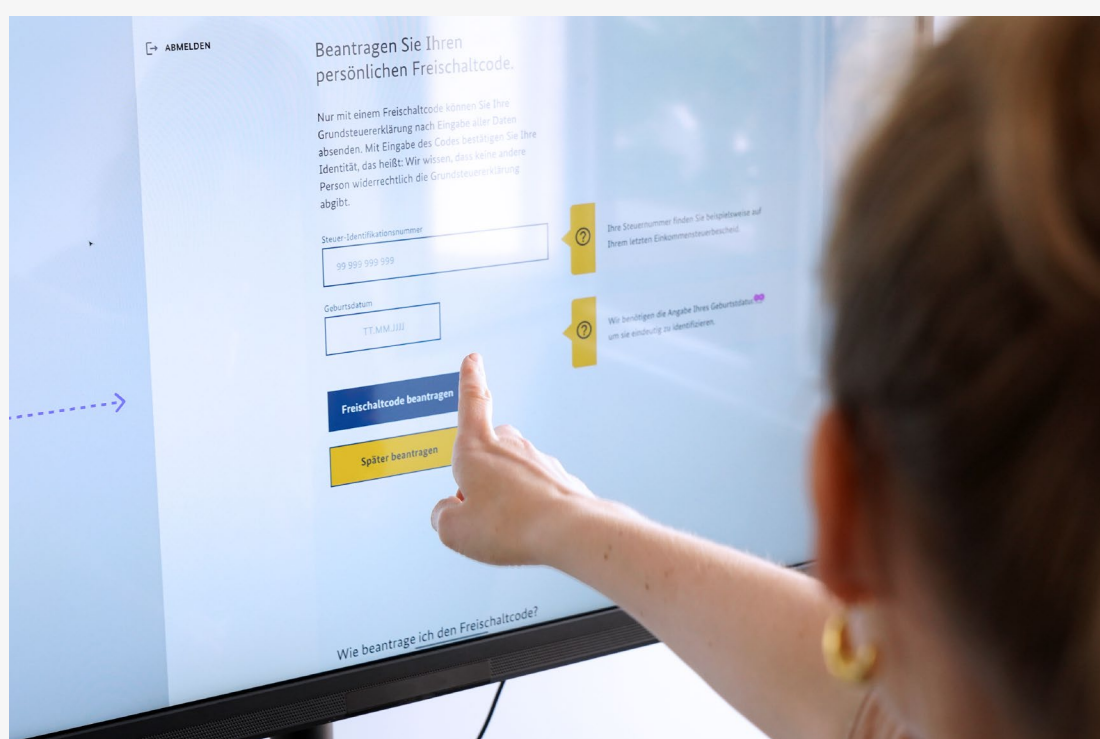 ABMELDEN
Beantragen Sie Ihren
persönlichen Freischaltcode.
Nur mit einem Freischaltcode können Sie Ihre
Grundsteuererklärung nach Eingabe aller Daten
absenden. Mit Eingabe des Codes bestätigen Sie Ihre
Identität, das heißt: Wir wissen, dass keine andere
Person widerrechtlich die Grundsteuererklärung
abgibt.
Steuer-Identifikationsnummer
99 999 999 999
Ihre Steuernummer finden Sie beispielsweise auf
Ihrem letzten Einkommensteuerbescheid.
Geburtsdatum
TT.MM.JJJJ
Wir benötigen die Angabe Ihres Geburtstdatus
um sie eindeutig zu identifizieren.
Freischaltcode beantragen
Später beantragen
Wie beantrage ich den Freischaltcode?